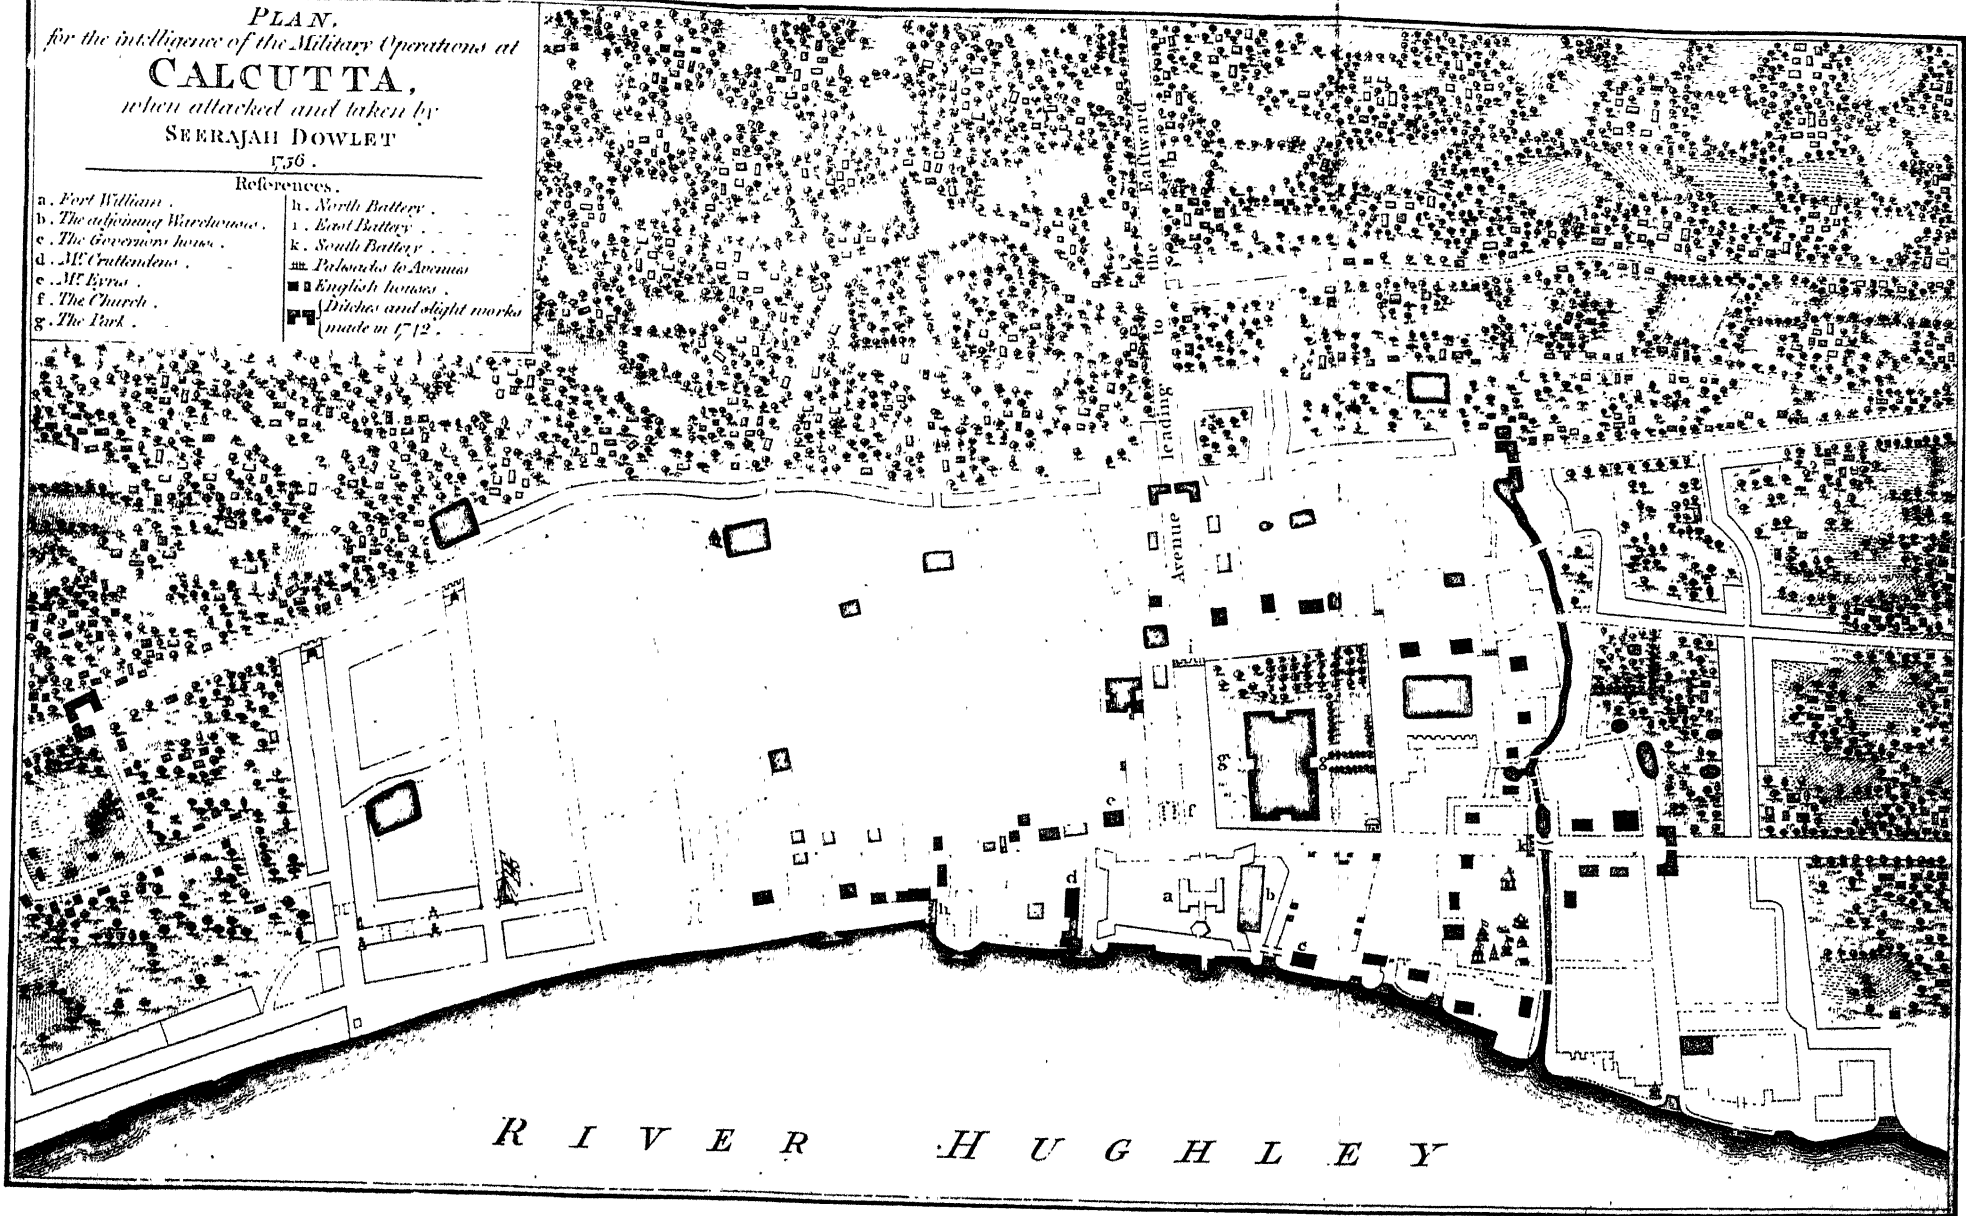 PLAN.
for the intelligence of the Military Operations at
CALCUTTA,
when attacked and taken by
SEERAJAH DOWLET
1756.
References.
a. Fort William.
b. The adjoining Warehouses.
c. The Governors house.
d. Mr. Cruttendens.
e. Mr. Eyres.
f. The Church.
g. The Park.
h. North Battery.
i. East Battery.
k. South Battery.
Palisads to Avenues
English houses.
Ditches and slight works
made in 1742.
Avenue leading to the Eastward
i
g
g
e
f
k
d
a
b
h
c
RIVER HUGHLEY